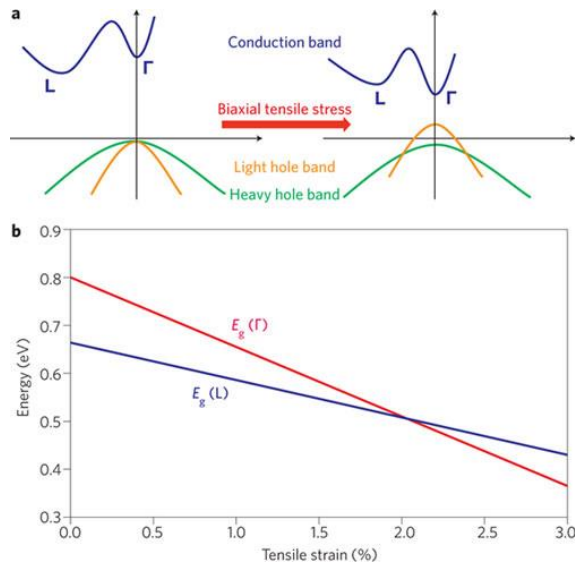 a
Conduction band
L
Γ
L
Γ
Biaxial tensile stress
Light hole band
Heavy hole band
b
0.9
0.8
0.7
0.6
0.5
0.4
0.3
Energy (eV)
E_g (Γ)
E_g (L)
0.0 0.5 1.0 1.5 2.0 2.5 3.0
Tensile strain (%)